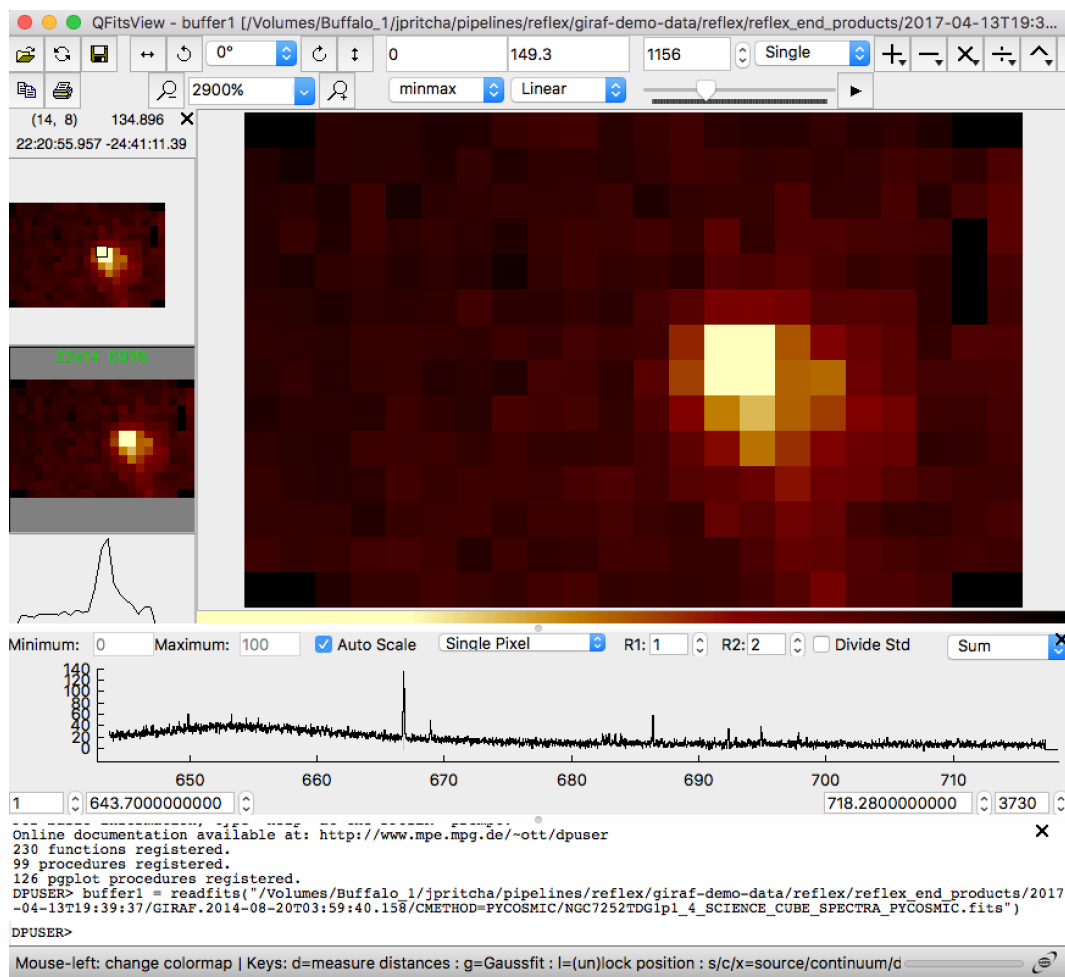 QFitsView - buffer1 [/Volumes/Buffalo_1/jpritcha/pipelines/reflex/giraf-demo-data/reflex/reflex_end_products/2017-04-13T19:3...
0° 0 149.3 1156 Single
2900% minmax Linear
(14, 8) 134.896
22:20:55.957 -24:41:11.39
22x14 691%
Minimum: 0 Maximum: 100 Auto Scale Single Pixel R1: 1 R2: 2 Divide Std Sum
140
120
100
80
60
40
20
0
650 660 670 680 690 700 710
1 643.7000000000 718.2800000000 3730
Online documentation available at: http://www.mpe.mpg.de/~ott/dpuser
230 functions registered.
99 procedures registered.
126 pgplot procedures registered.
DPUSER> buffer1 = readfits("/Volumes/Buffalo_1/jpritcha/pipelines/reflex/giraf-demo-data/reflex/reflex_end_products/2017
-04-13T19:39:37/GIRAF.2014-08-20T03:59:40.158/CMETHOD=PYCOSMIC/NGC7252TDG1p1_4_SCIENCE_CUBE_SPECTRA_PYCOSMIC.fits")
DPUSER>
Mouse-left: change colormap | Keys: d=measure distances : g=Gaussfit : l=(un)lock position : s/c/x=source/continuum/d